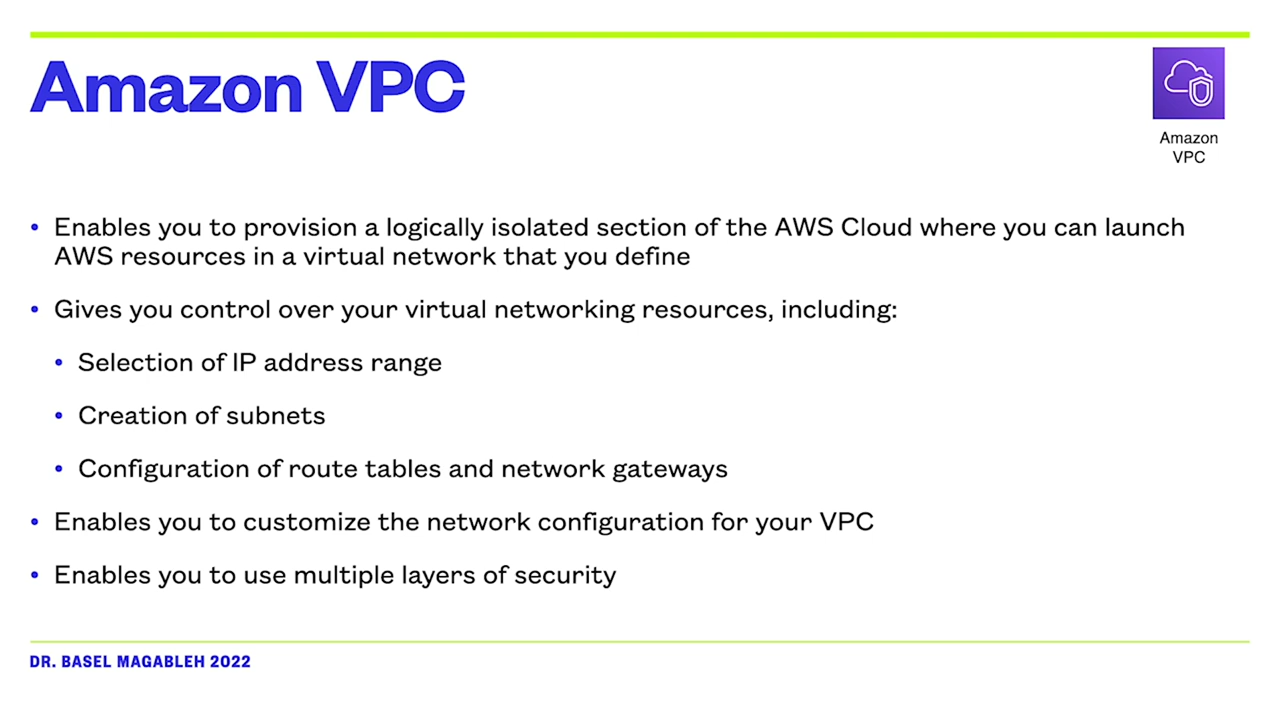 Amazon VPC
Amazon
VPC
• Enables you to provision a logically isolated section of the AWS Cloud where you can launch
AWS resources in a virtual network that you define
• Gives you control over your virtual networking resources, including:
• Selection of IP address range
• Creation of subnets
• Configuration of route tables and network gateways
• Enables you to customize the network configuration for your VPC
• Enables you to use multiple layers of security
DR. BASEL MAGABLEH 2022